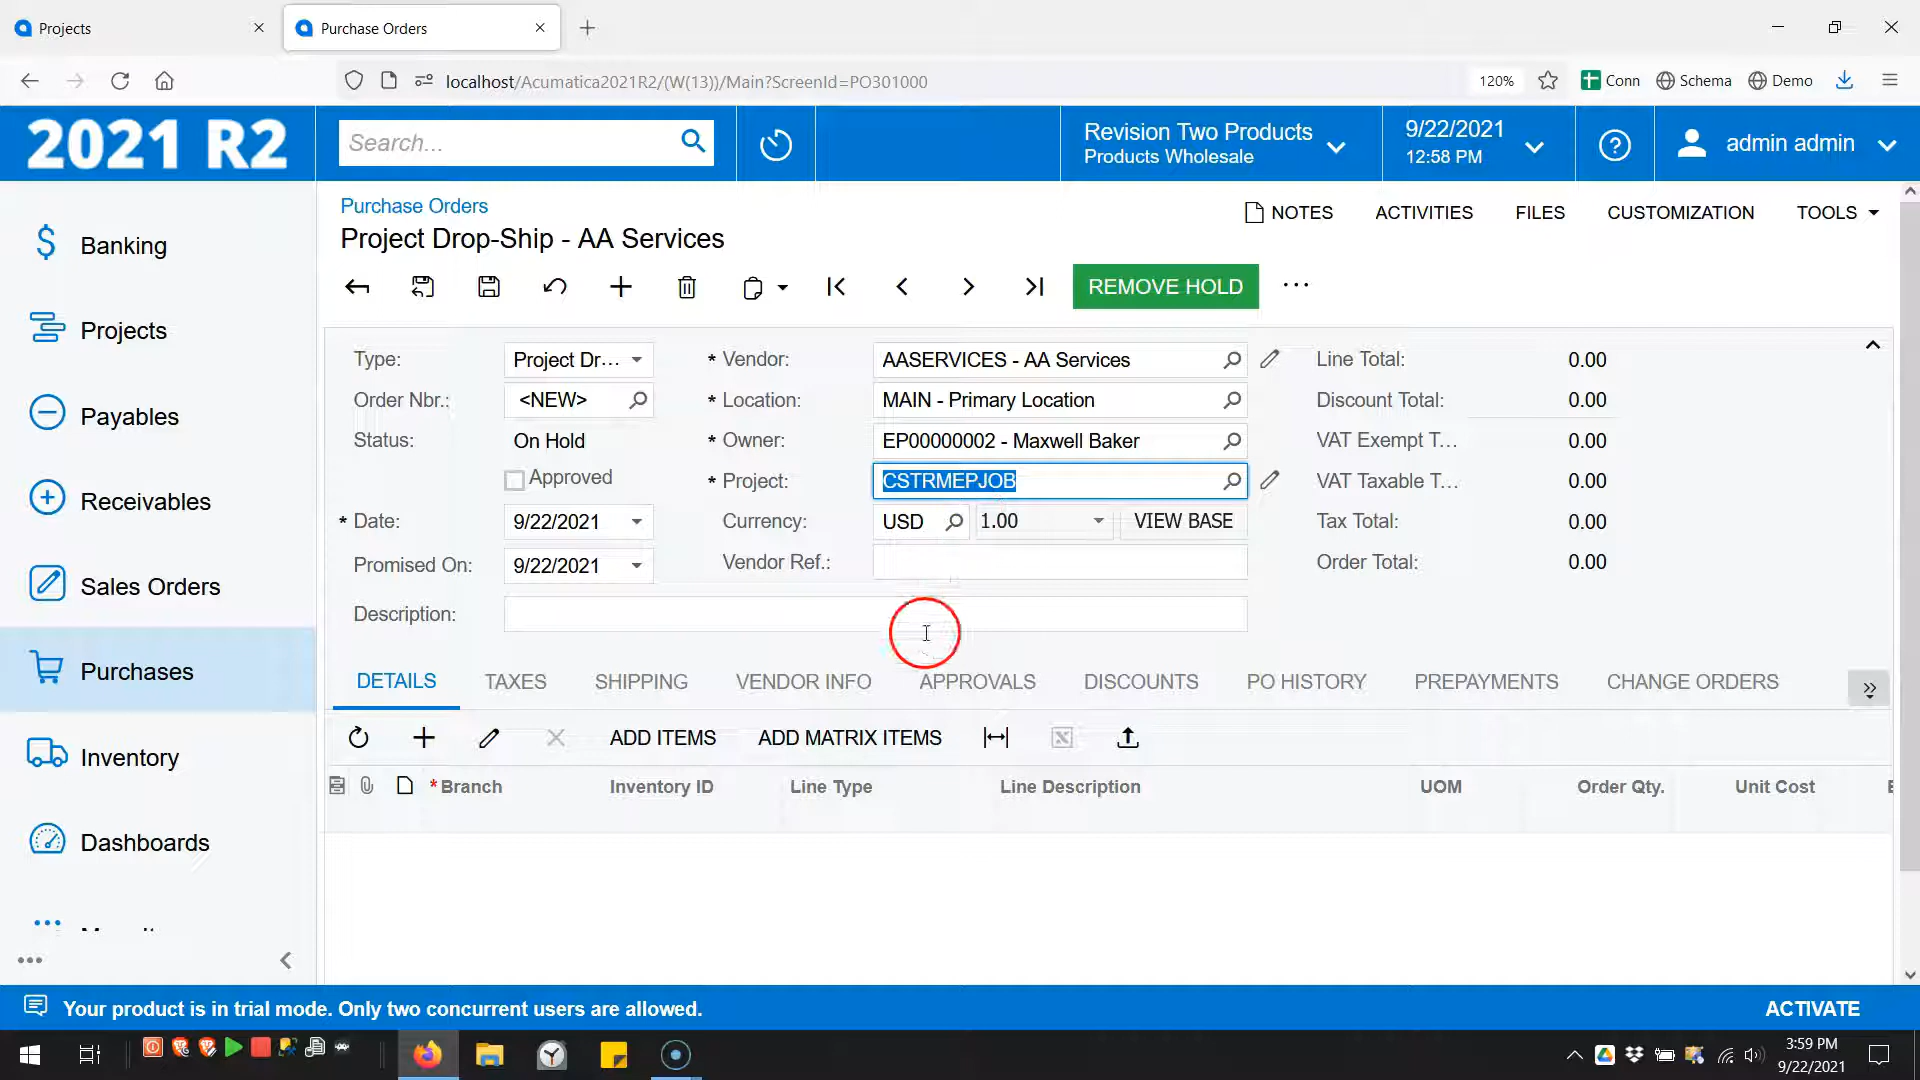 Projects
Purchase Orders
localhost/Acumatica2021R2/(W(13))/Main?ScreenId=PO301000
120%
Conn
Schema
Demo
2021 R2
Search...
Revision Two Products
Products Wholesale
9/22/2021
12:58 PM
admin admin
Banking
Projects
Payables
Receivables
Sales Orders
Purchases
Inventory
Dashboards
Purchase Orders
Project Drop-Ship - AA Services
NOTES
ACTIVITIES
FILES
CUSTOMIZATION
TOOLS
REMOVE HOLD
Type:
Project Dr...
* Vendor:
AASERVICES - AA Services
Line Total:
0.00
Order Nbr.:
<NEW>
* Location:
MAIN - Primary Location
Discount Total:
0.00
Status:
On Hold
* Owner:
EP00000002 - Maxwell Baker
VAT Exempt T...
0.00
Approved
* Project:
CSTRMEPJOB
VAT Taxable T...
0.00
* Date:
9/22/2021
Currency:
USD
1.00
VIEW BASE
Tax Total:
0.00
Promised On:
9/22/2021
Vendor Ref.:
Order Total:
0.00
Description:
DETAILS
TAXES
SHIPPING
VENDOR INFO
APPROVALS
DISCOUNTS
PO HISTORY
PREPAYMENTS
CHANGE ORDERS
ADD ITEMS
ADD MATRIX ITEMS
* Branch
Inventory ID
Line Type
Line Description
UOM
Order Qty.
Unit Cost
Your product is in trial mode. Only two concurrent users are allowed.
ACTIVATE
3:59 PM
9/22/2021